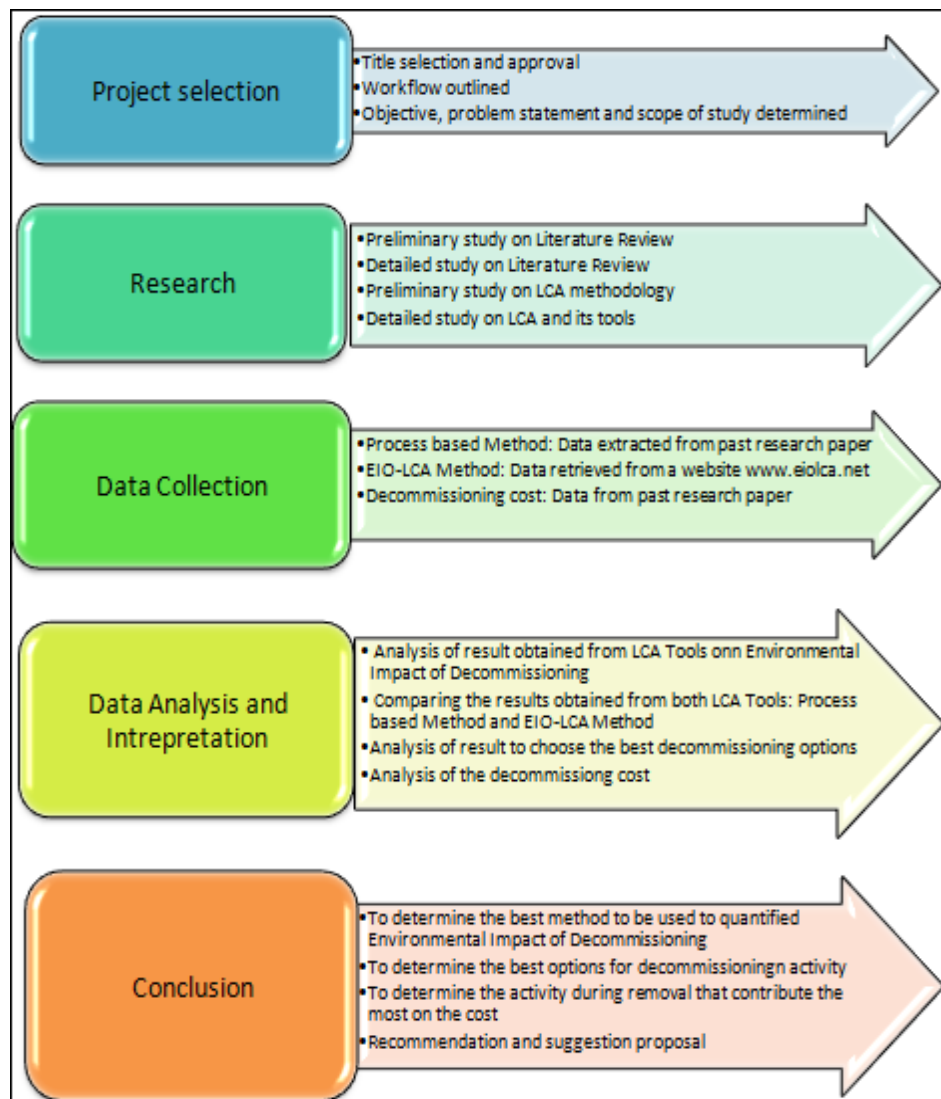 Project selection
•Title selection and approval
•Workflow outlined
•Objective, problem statement and scope of study determined
Research
•Preliminary study on Literature Review
•Detailed study on Literature Review
•Preliminary study on LCA methodology
•Detailed study on LCA and its tools
Data Collection
•Process based Method: Data extracted from past research paper
•EIO-LCA Method: Data retrieved from a website www.eiolca.net
•Decommissioning cost: Data from past research paper
Data Analysis and
Intrepretation
• Analysis of result obtained from LCA Tools onn Environmental
Impact of Decommissioning
• Comparing the results obtained from both LCA Tools: Process
based Method and EIO-LCA Method
•Analysis of result to choose the best decommissioning options
•Analysis of the decommissiong cost
Conclusion
•To determine the best method to be used to quantified
Environmental Impact of Decommissioning
•To determine the best options for decommissioningn activity
•To determine the activity during removal that contribute the
most on the cost
•Recommendation and suggestion proposal